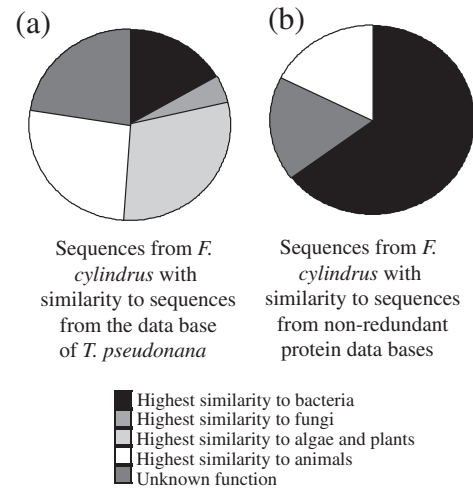 (a)
(b)
Sequences from F.
cylindrus with
similarity to sequences
from the data base
of T. pseudonana
Sequences from F.
cylindrus with
similarity to sequences
from non-redundant
protein data bases
Highest similarity to bacteria
Highest similarity to fungi
Highest similarity to algae and plants
Highest similarity to animals
Unknown function